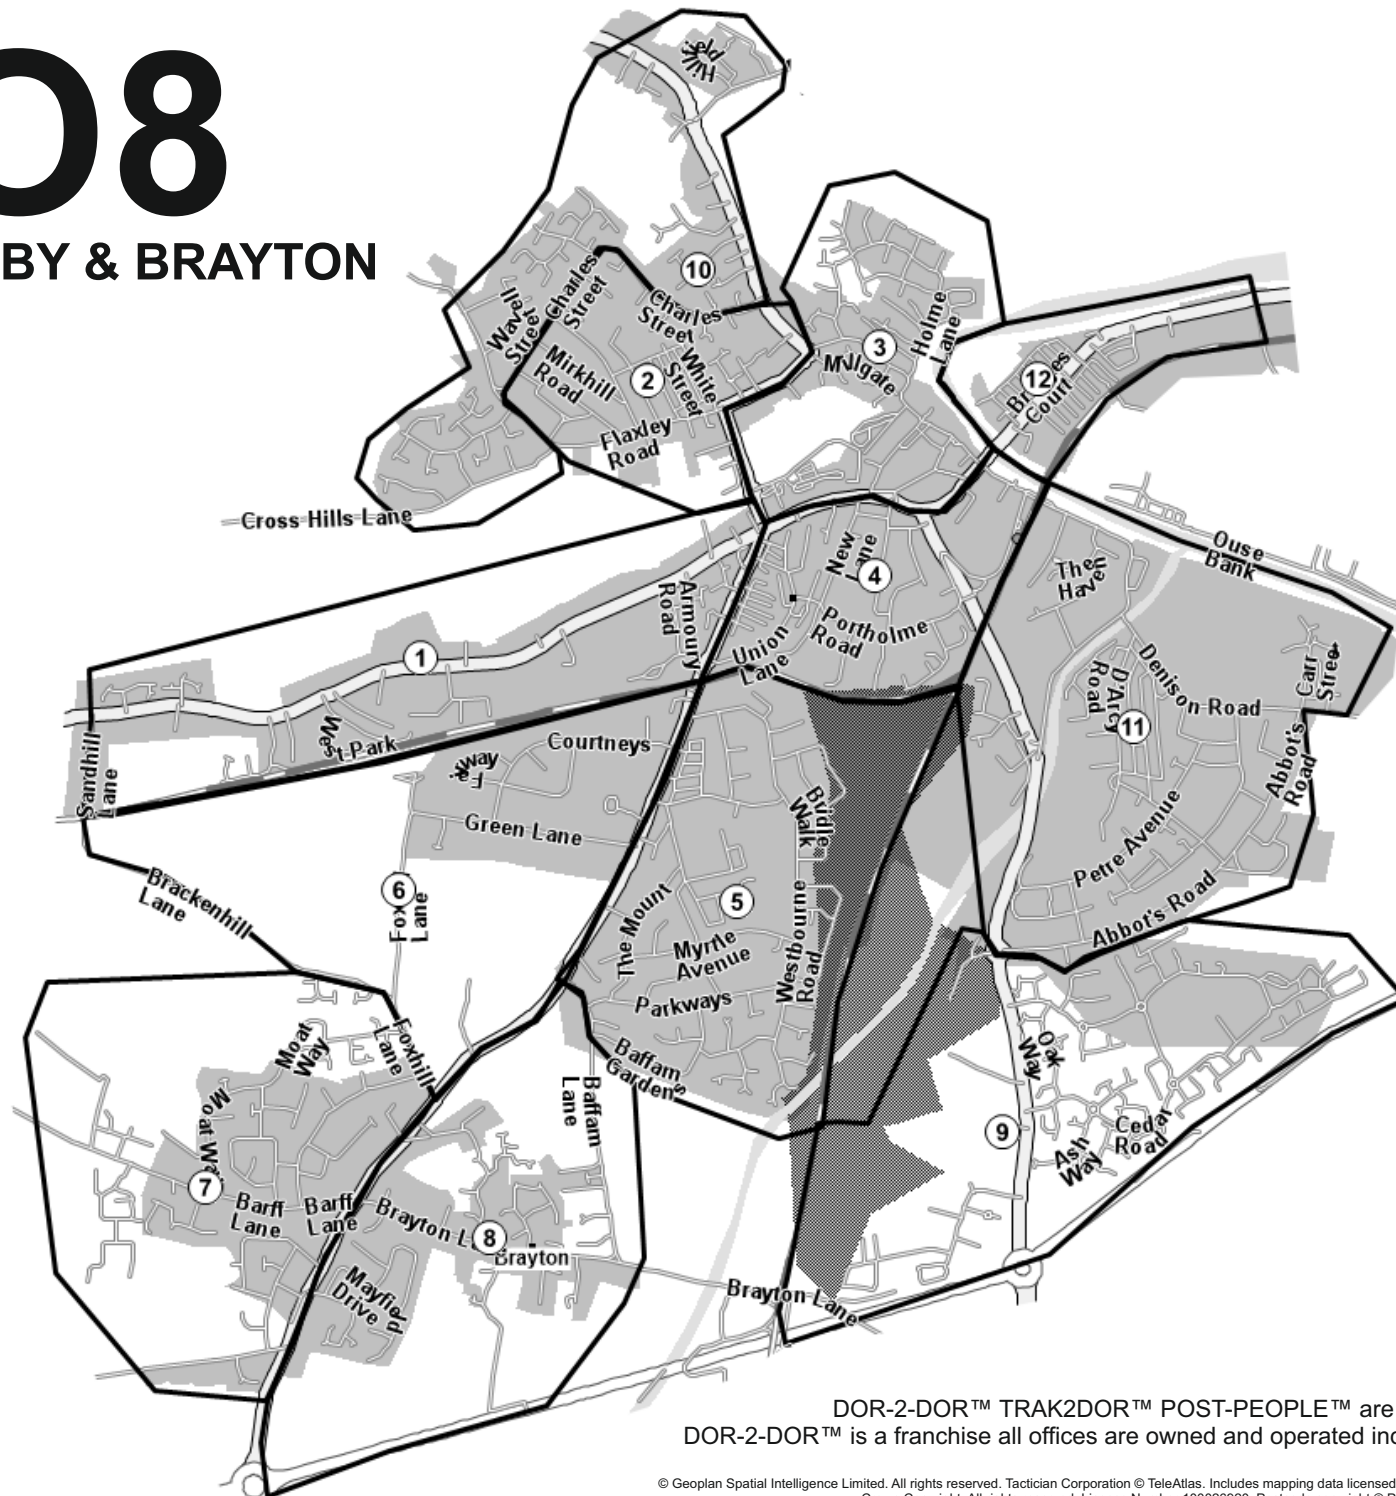 O8
BY & BRAYTON
Hillfield
10
Charles
Street
Wavell
Street
Charles
Street
3
Holme
Lane
Millgate
12
Court
Mirkhill
Road
2
White
Street
Flaxley
Road
Cross Hills Lane
Ouse
Bank
New
Lane
4
The
Haven
Armoury
Road
Portholme
Road
Union
Lane
1
Denison Road
Carr
Street
D'Arcy
Road
11
West Park
Courtneys
Fairway
Sandhill
Lane
Abbot's
Road
Bridle
Walk
Green Lane
Petre Avenue
6
Fox
Lane
Brackenhill
Lane
5
The Mount
Myrtle
Avenue
Westbourne
Road
Abbot's Road
Parkways
Moat
Way
Foxhill
Lane
Baffam
Gardens
Baffam
Lane
Oak
Way
Moat Way
9
Cedar
Road
Ash
Way
7
Barff
Lane
Barff
Lane
Brayton L
8
Brayton
Mayfield
Drive
Brayton Lane
DOR-2-DOR™ TRAK2DOR™ POST-PEOPLE™ are
DOR-2-DOR™ is a franchise all offices are owned and operated in
© Geoplan Spatial Intelligence Limited. All rights reserved. Tactician Corporation © TeleAtlas. Includes mapping data licensed